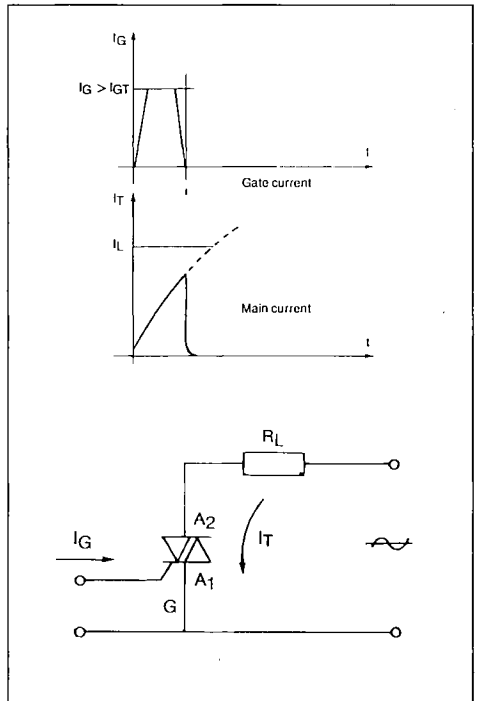 IG
IG > IGT
t
Gate current
IT
IL
Main current
t
RL
A2
IG
IT
A1
G